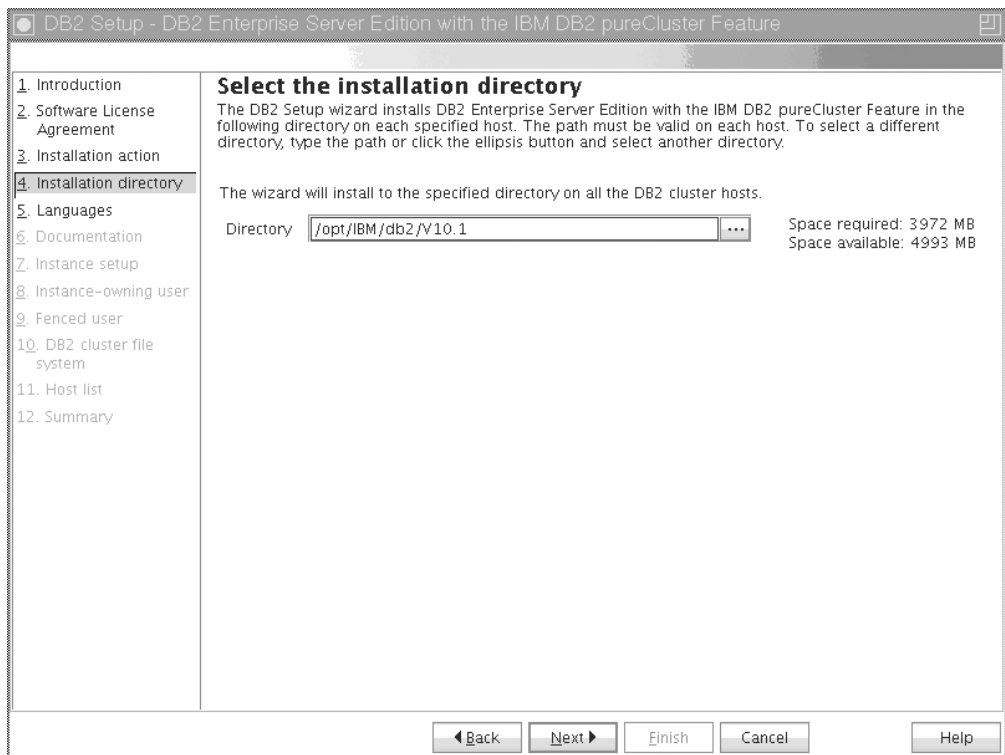 DB2 Setup - DB2 Enterprise Server Edition with the IBM DB2 pureCluster Feature
1. Introduction
2. Software License
Agreement
3. Installation action
4. Installation directory
5. Languages
6. Documentation
7. Instance setup
8. Instance-owning user
9. Fenced user
10. DB2 cluster file
system
11. Host list
12. Summary
Select the installation directory
The DB2 Setup wizard installs DB2 Enterprise Server Edition with the IBM DB2 pureCluster Feature in the
following directory on each specified host. The path must be valid on each host. To select a different
directory, type the path or click the ellipsis button and select another directory.
The wizard will install to the specified directory on all the DB2 cluster hosts.
Directory /opt/IBM/db2/V10.1 ...
Space required: 3972 MB
Space available: 4993 MB
Back Next Finish Cancel Help